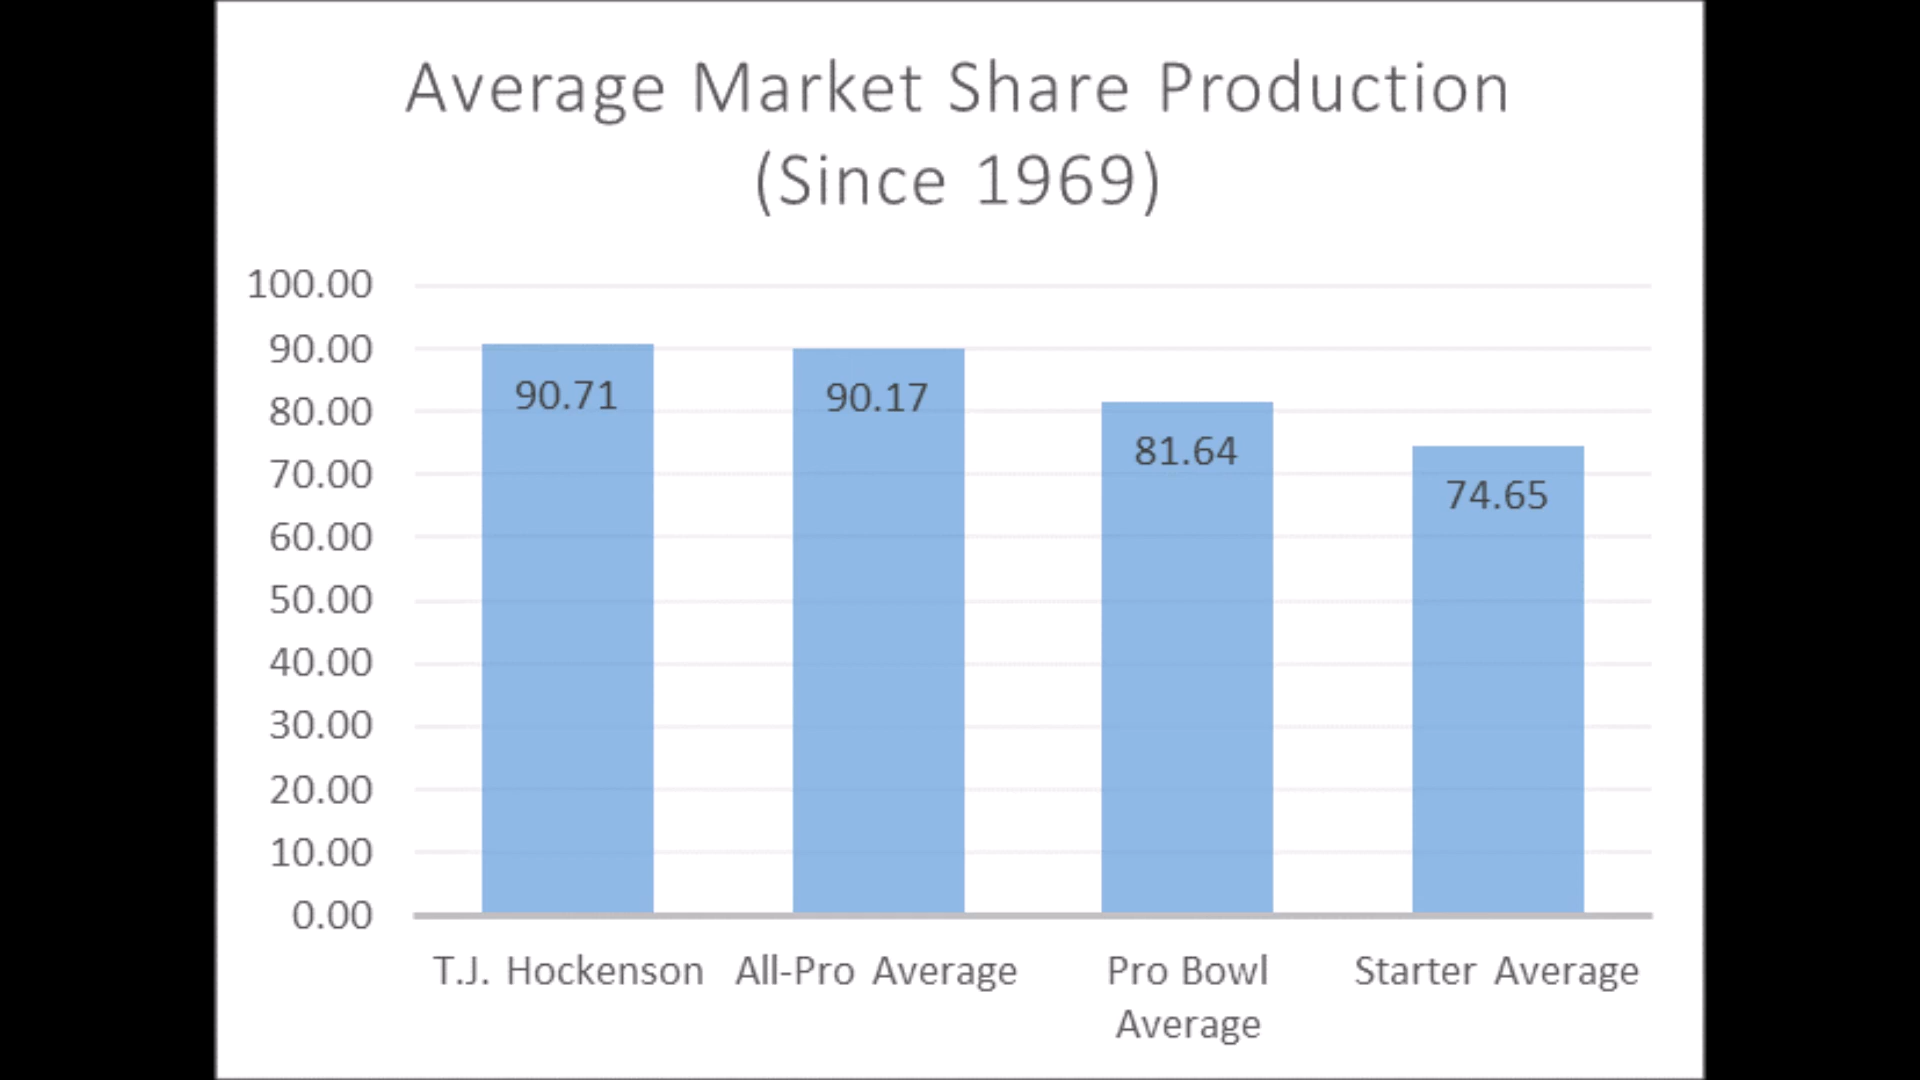 Average Market Share Production
(Since 1969)
100.00
90.00
80.00
70.00
60.00
50.00
40.00
30.00
20.00
10.00
0.00
90.71
90.17
81.64
74.65
T.J. Hockenson
All-Pro Average
Pro Bowl
Average
Starter Average